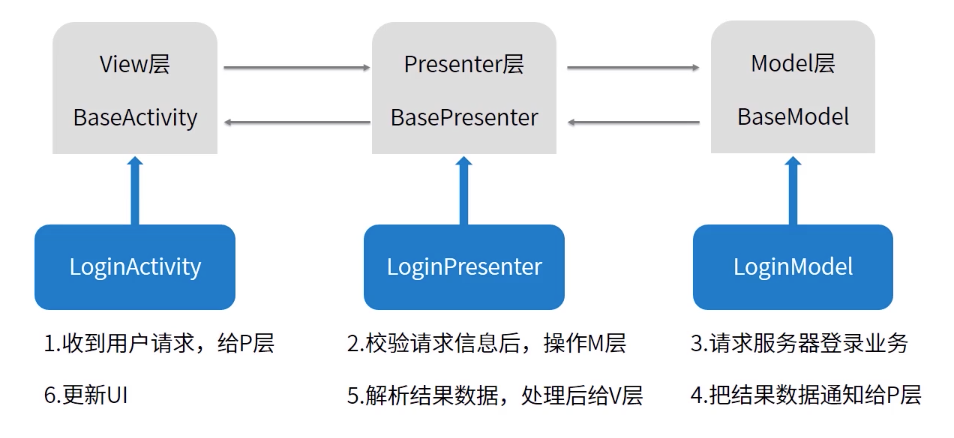 View层
Presenter层
Model层
BaseActivity
BasePresenter
BaseModel
LoginActivity
LoginPresenter
LoginModel
1.收到用户请求，给P层
2.校验请求信息后，操作M层
3.请求服务器登录业务
6.更新UI
5.解析结果数据，处理后给V层
4.把结果数据通知给P层